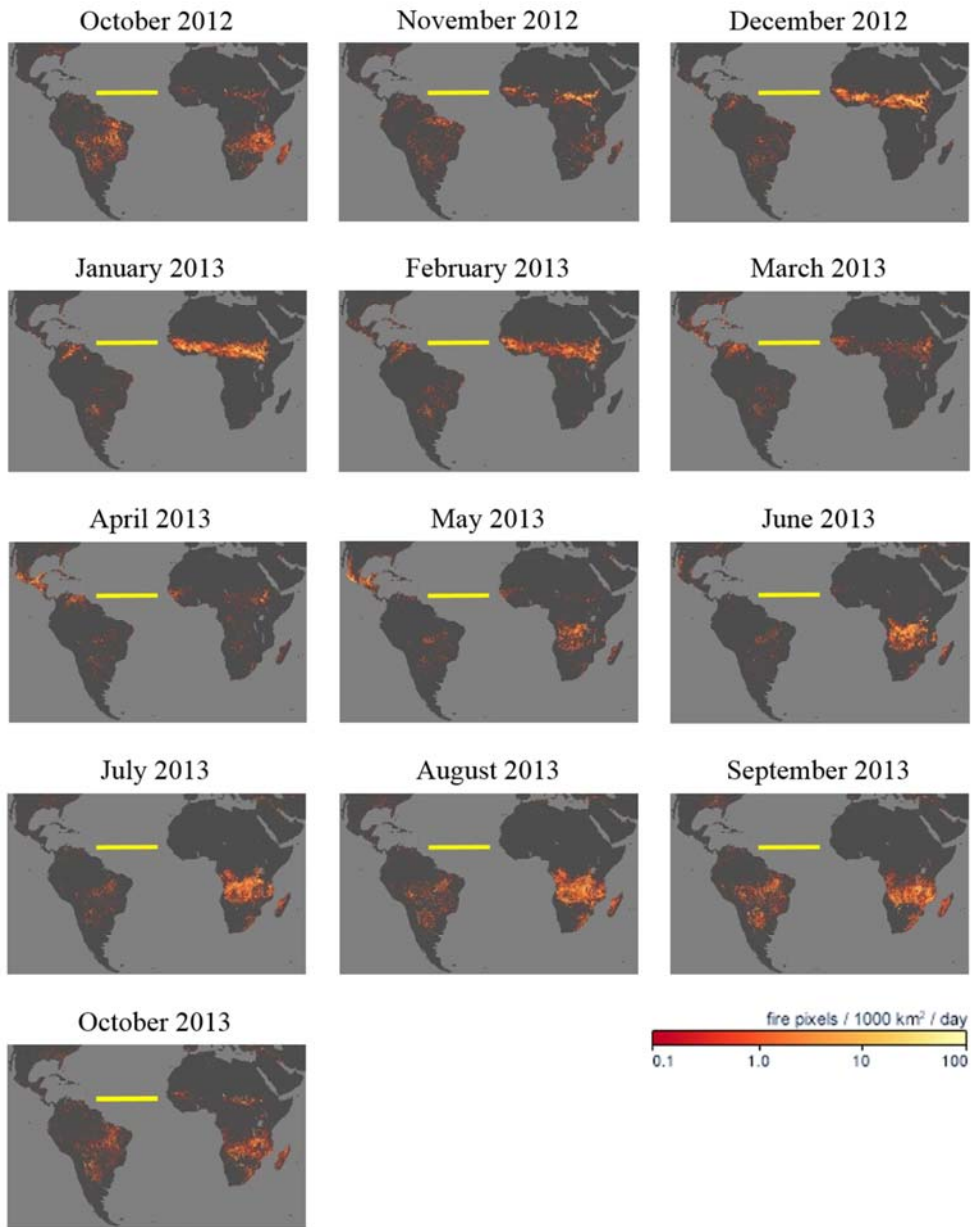 October 2012
November 2012
December 2012
January 2013
February 2013
March 2013
April 2013
May 2013
June 2013
July 2013
August 2013
September 2013
October 2013
fire pixels / 1000 km² / day
0.1 1.0 10 100